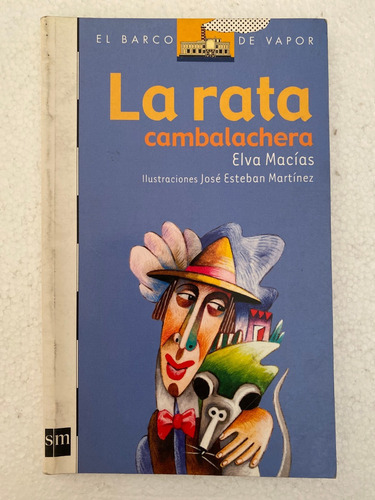 EL BARCO DE VAPOR
La rata
cambalachera
Elva Macías
Ilustraciones José Esteban Martínez
sm